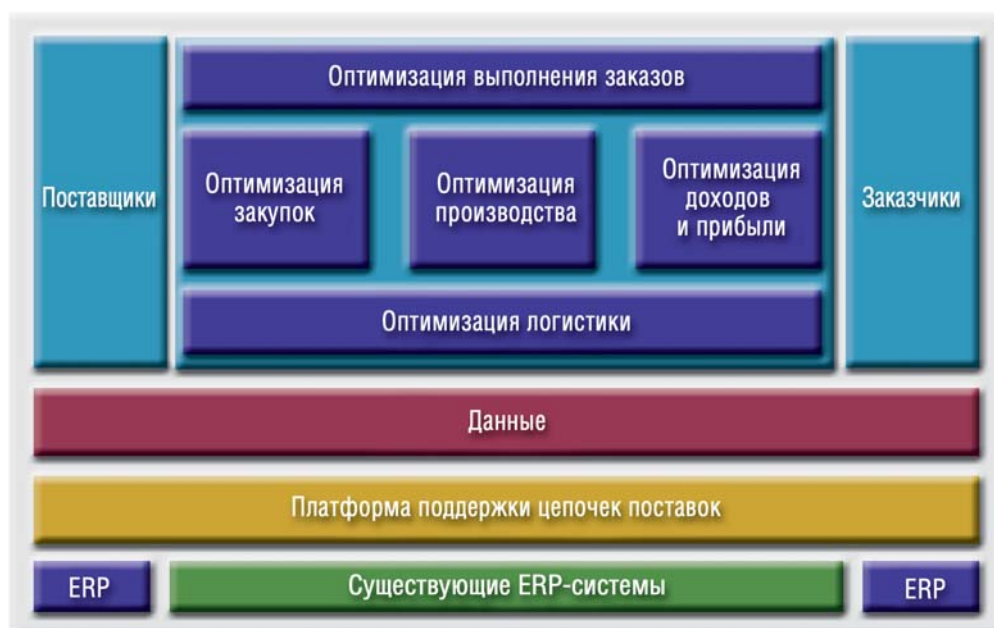 Оптимизация выполнения заказов
Поставщики
Оптимизация
закупок
Оптимизация
производства
Оптимизация
доходов
и прибыли
Заказчики
Оптимизация логистики
Данные
Платформа поддержки цепочек поставок
ERP
Существующие ERP-системы
ERP